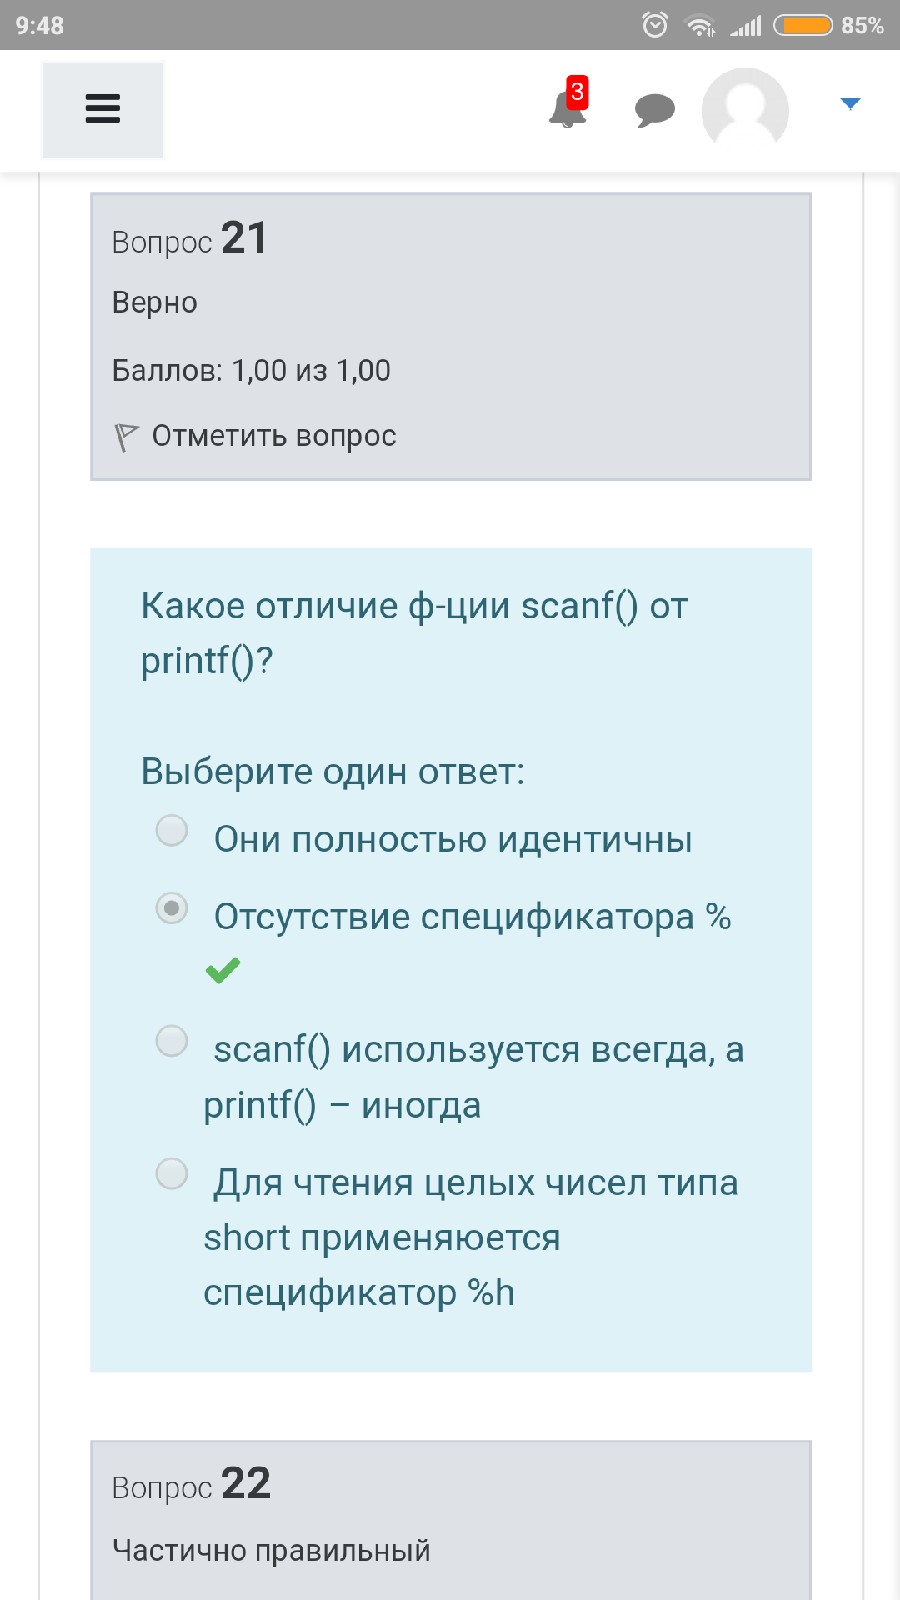 9:48
85%
3
Вопрос 21
Верно
Баллов: 1,00 из 1,00
Отметить вопрос
Какое отличие ф-ции scanf() от
printf()?
Выберите один ответ:
Они полностью идентичны
Отсутствие спецификатора %
scanf() используется всегда, а
printf() – иногда
Для чтения целых чисел типа
short применяюется
спецификатор %h
Вопрос 22
Частично правильный